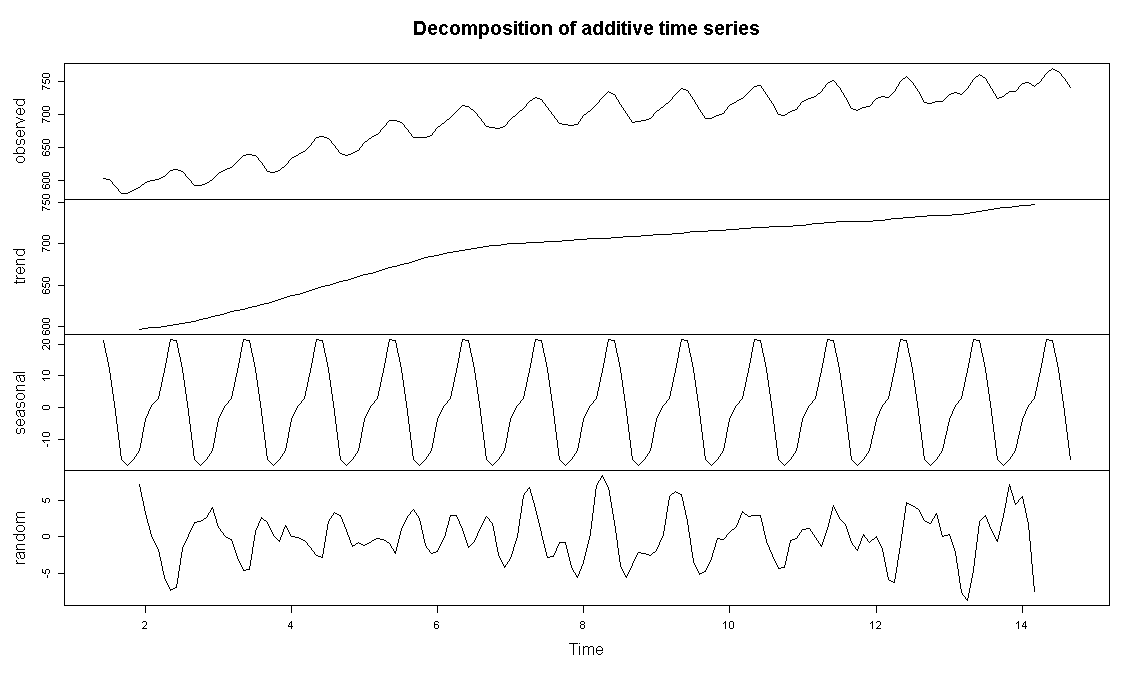 Decomposition of additive time series
observed
600 650 700 750
trend
600 650 700 750
seasonal
-10 0 10 20
random
-5 0 5
2 4 6 8 10 12 14
Time